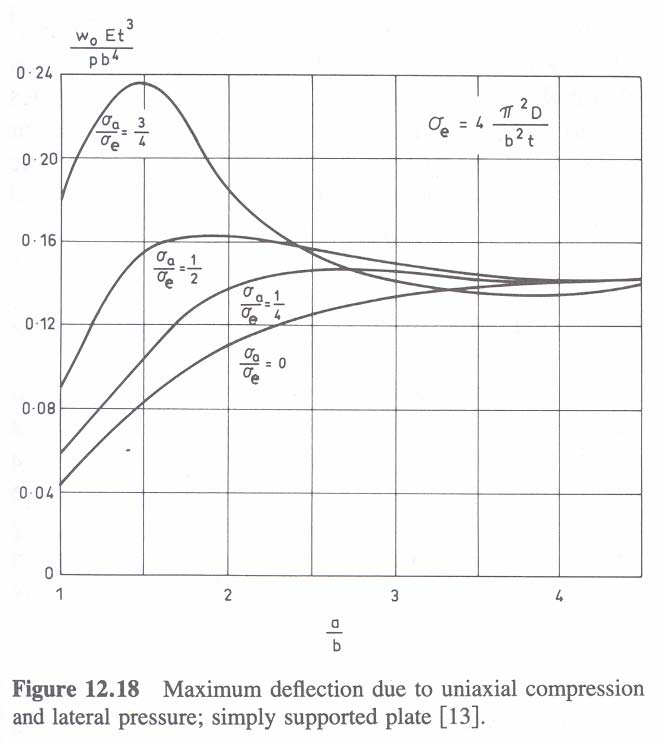 w₀ Et³
pb⁴
0·24
σa/σe = 3/4
σe = 4 π²D/b²t
0·20
0·16
σa/σe = 1/2
σa/σe = 1/4
0·12
σa/σe = 0
0·08
0·04
0
1 2 3 4
a
b
Figure 12.18 Maximum deflection due to uniaxial compression
and lateral pressure; simply supported plate [13].